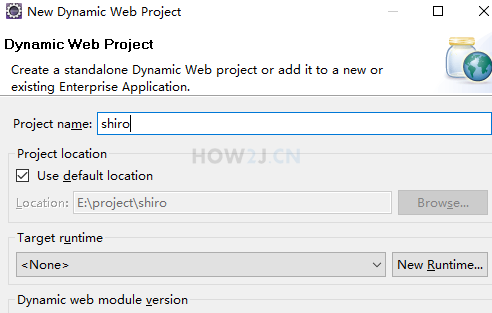 New Dynamic Web Project
Dynamic Web Project
Create a standalone Dynamic Web project or add it to a new or
existing Enterprise Application.
Project name: shiro
HOW2J.CN
Project location
Use default location
Location: E:\project\shiro Browse...
Target runtime
<None> New Runtime...
Dynamic web module version